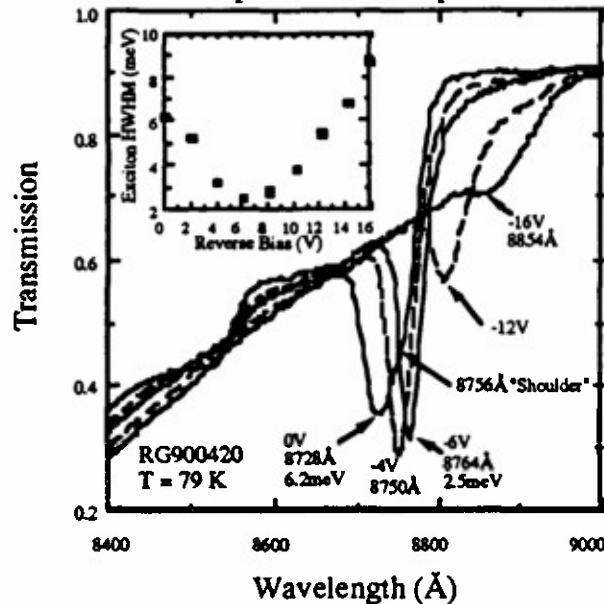 1.0
0.8
0.6
0.4
0.2
Transmission
10
8
6
4
2
Exciton HWHM (meV)
0 2 4 6 8 10 12 14 16
Reverse Bias (V)
-16V
8854Å
-12V
8756Å "Shoulder"
0V
8728Å
6.2meV
-4V
8750Å
-6V
8764Å
2.5meV
RG900420
T = 79 K
8400 8600 8800 9000
Wavelength (Å)